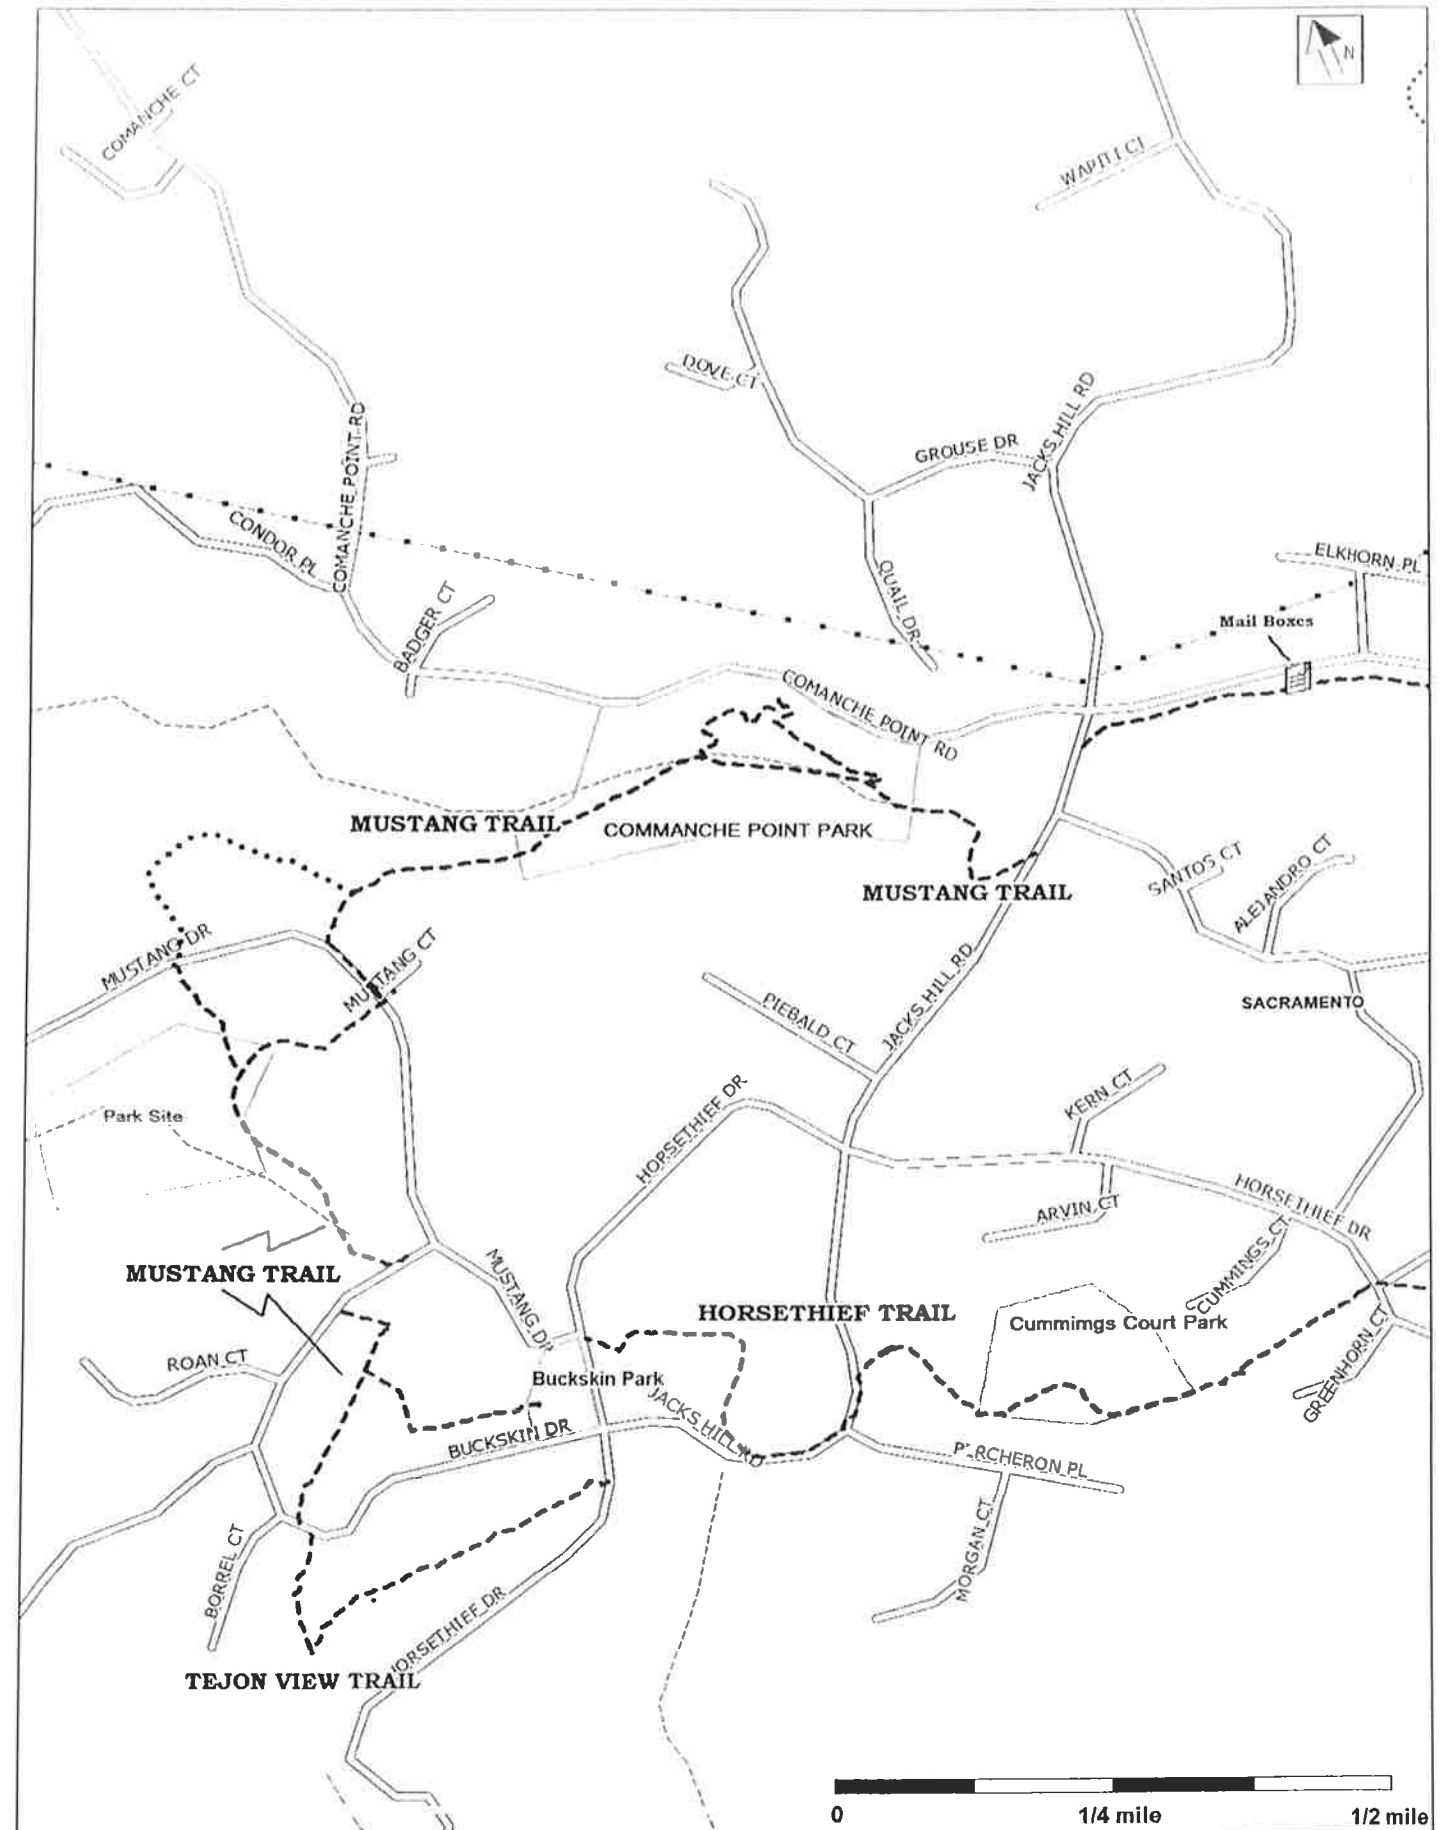 N
COMANCHE CT
WAPITI CT
DOVE CT
JACKS HILL RD
GROUSE DR
COMANCHE POINT RD
CONDOR PL
ELKHORN PL
QUAIL DR
BADGER CT
Mail Boxes
COMANCHE POINT RD
MUSTANG TRAIL
COMMANCHE POINT PARK
MUSTANG TRAIL
SANTOS CT
ALEJANDRO CT
MUSTANG DR
MUSTANG CT
JACKS HILL RD
PIEBALD CT
SACRAMENTO
KERN CT
HORSETHIEF DR
Park Site
ARVIN CT
HORSETHIEF DR
CUMMINGS CT
MUSTANG TRAIL
MUSTANG DR
HORSETHIEF TRAIL
Cummimgs Court Park
ROAN CT
Buckskin Park
GREENHORN CT
JACKS HILL RD
BUCKSKIN DR
PERCHERON PL
MORGAN CT
BORREL CT
HORSETHIEF DR
TEJON VIEW TRAIL
0 1/4 mile 1/2 mile